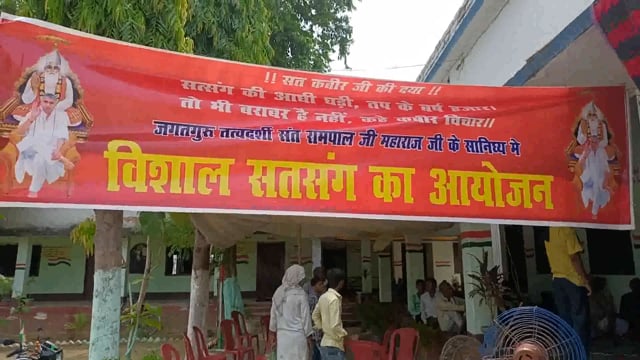 !! सत कबीर जी की दया !!
सत्संग की आधी घड़ी, तप के वर्ष हजार।
तो भी बराबर है नहीं, कहे कबीर विचार।।
जगतगुरु तत्वदर्शी संत रामपाल जी महाराज जी के सानिध्य मे
विशाल सतसंग का आयोजन